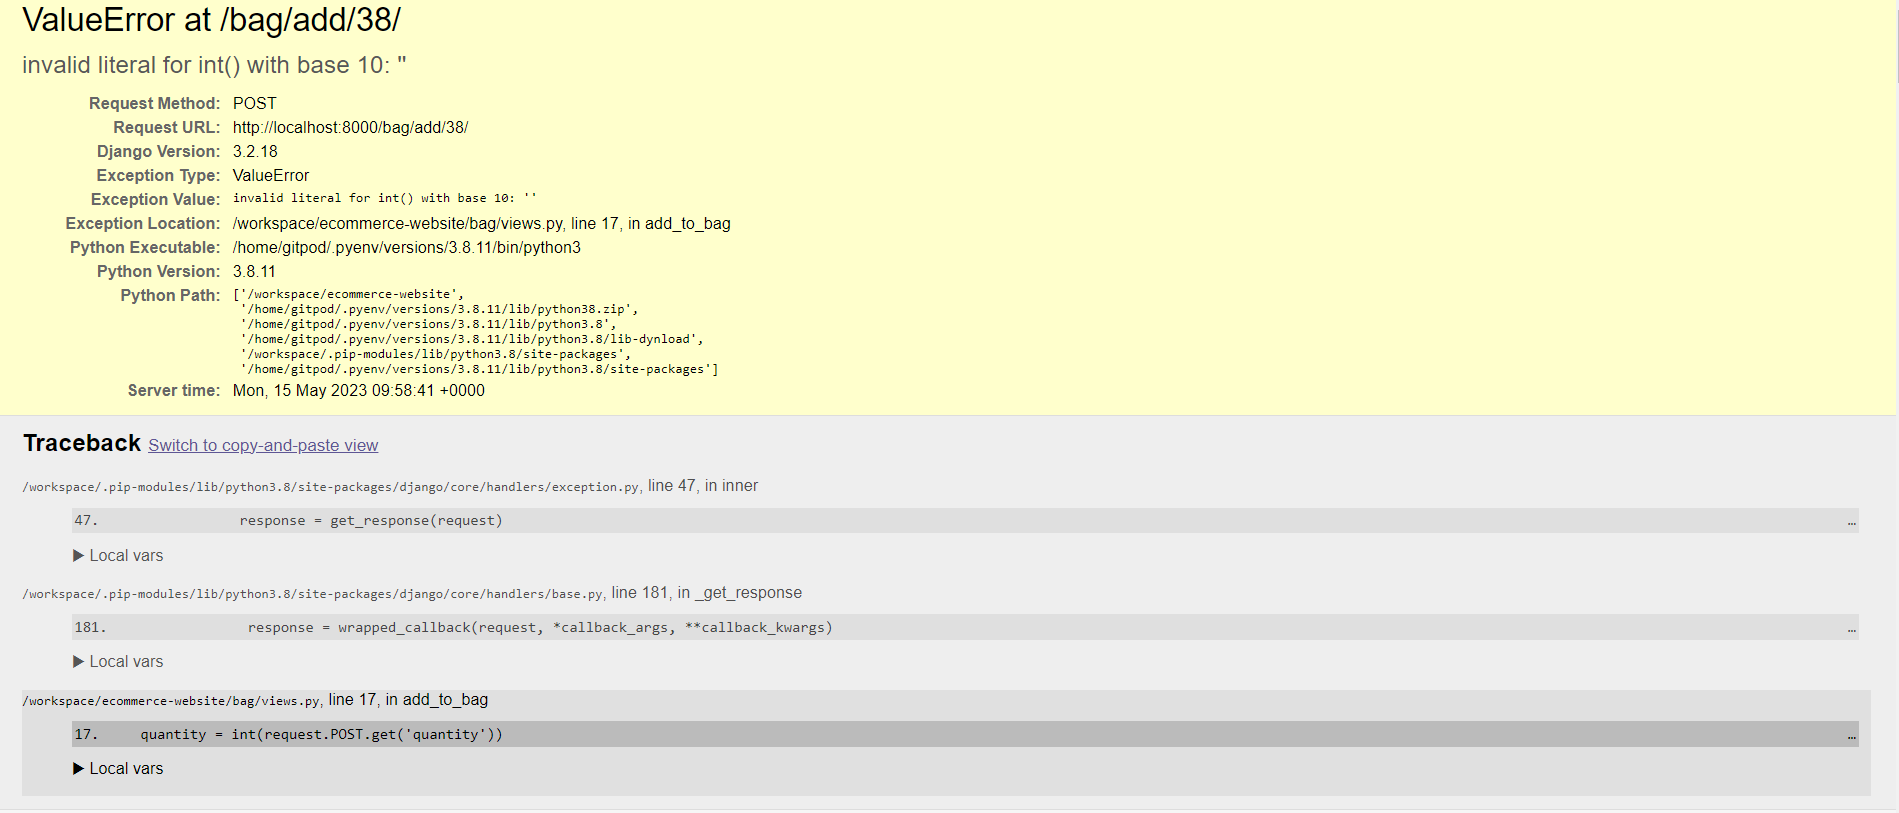 ValueError at /bag/add/38/
invalid literal for int() with base 10: ''
Request Method: POST
Request URL: http://localhost:8000/bag/add/38/
Django Version: 3.2.18
Exception Type: ValueError
Exception Value: invalid literal for int() with base 10: ''
Exception Location: /workspace/ecommerce-website/bag/views.py, line 17, in add_to_bag
Python Executable: /home/gitpod/.pyenv/versions/3.8.11/bin/python3
Python Version: 3.8.11
Python Path: ['/workspace/ecommerce-website',
'/home/gitpod/.pyenv/versions/3.8.11/lib/python38.zip',
'/home/gitpod/.pyenv/versions/3.8.11/lib/python3.8',
'/home/gitpod/.pyenv/versions/3.8.11/lib/python3.8/lib-dynload',
'/workspace/.pip-modules/lib/python3.8/site-packages',
'/home/gitpod/.pyenv/versions/3.8.11/lib/python3.8/site-packages']
Server time: Mon, 15 May 2023 09:58:41 +0000
Traceback Switch to copy-and-paste view
/workspace/.pip-modules/lib/python3.8/site-packages/django/core/handlers/exception.py, line 47, in inner
47. response = get_response(request) …
▶ Local vars
/workspace/.pip-modules/lib/python3.8/site-packages/django/core/handlers/base.py, line 181, in _get_response
181. response = wrapped_callback(request, *callback_args, **callback_kwargs) …
▶ Local vars
/workspace/ecommerce-website/bag/views.py, line 17, in add_to_bag
17. quantity = int(request.POST.get('quantity')) …
▶ Local vars